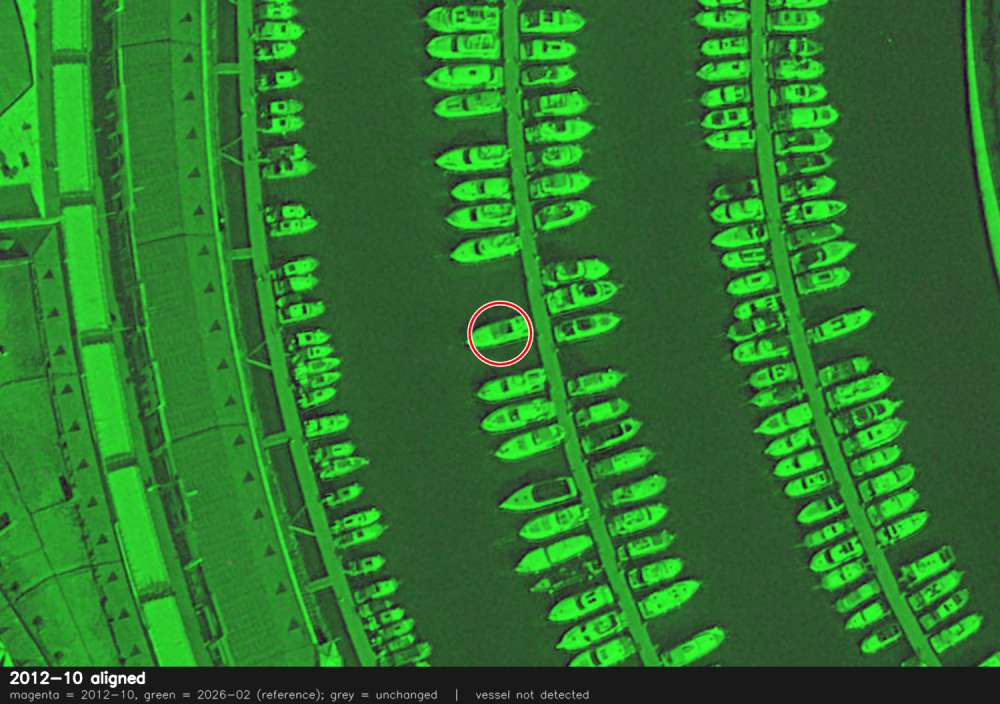 2012-10 aligned
magenta = 2012-10, green = 2026-02 (reference); grey = unchanged | vessel not detected